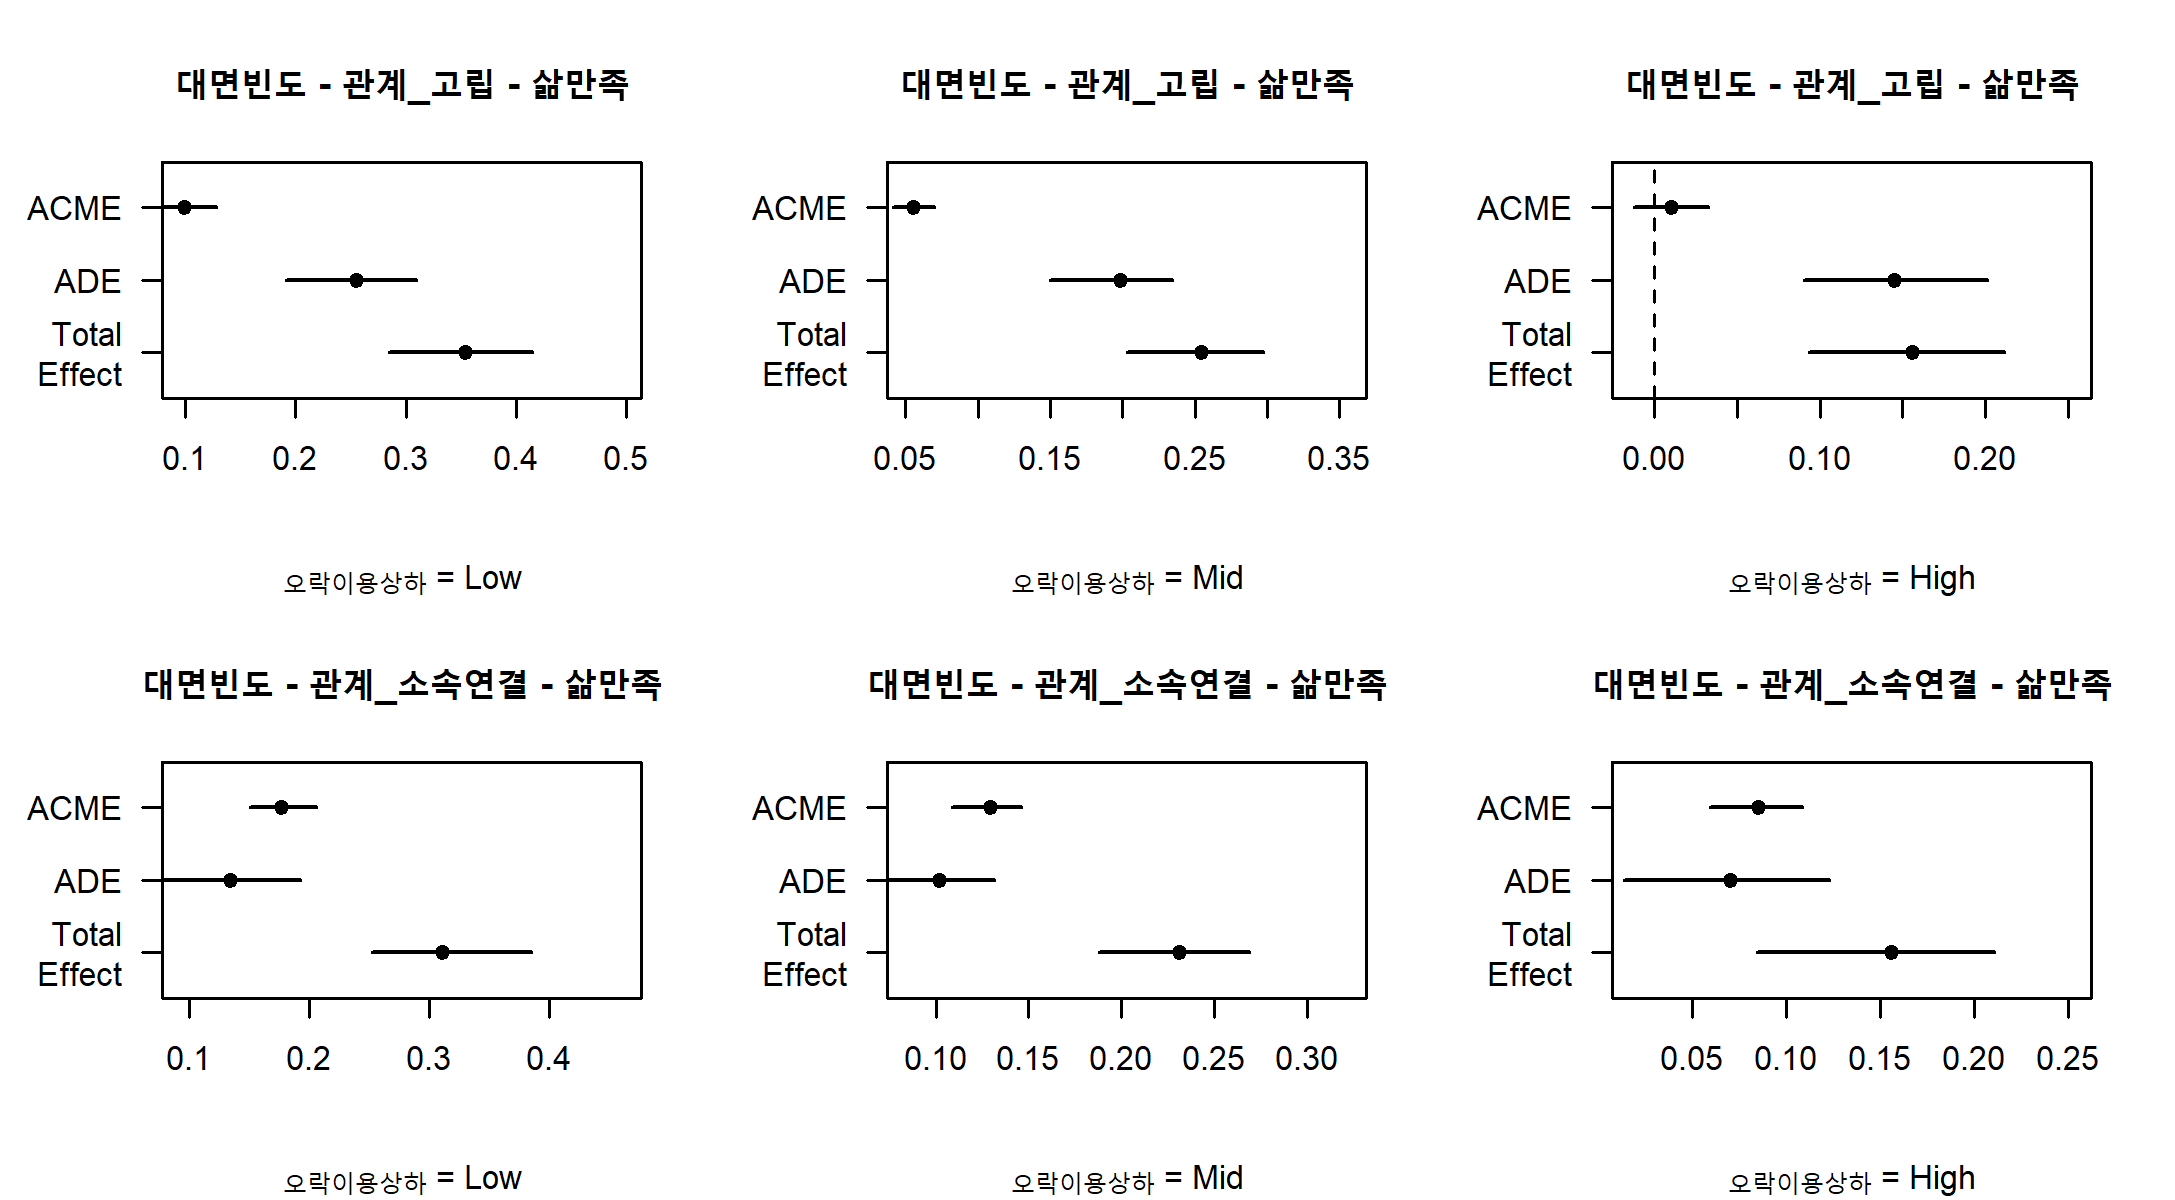 대면빈도 - 관계_고립 - 삶만족
ACME
ADE
Total
Effect
0.1 0.2 0.3 0.4 0.5
오락이용상하 = Low
대면빈도 - 관계_고립 - 삶만족
ACME
ADE
Total
Effect
0.05 0.15 0.25 0.35
오락이용상하 = Mid
대면빈도 - 관계_고립 - 삶만족
ACME
ADE
Total
Effect
0.00 0.10 0.20
오락이용상하 = High
대면빈도 - 관계_소속연결 - 삶만족
ACME
ADE
Total
Effect
0.1 0.2 0.3 0.4
오락이용상하 = Low
대면빈도 - 관계_소속연결 - 삶만족
ACME
ADE
Total
Effect
0.10 0.15 0.20 0.25 0.30
오락이용상하 = Mid
대면빈도 - 관계_소속연결 - 삶만족
ACME
ADE
Total
Effect
0.05 0.10 0.15 0.20 0.25
오락이용상하 = High